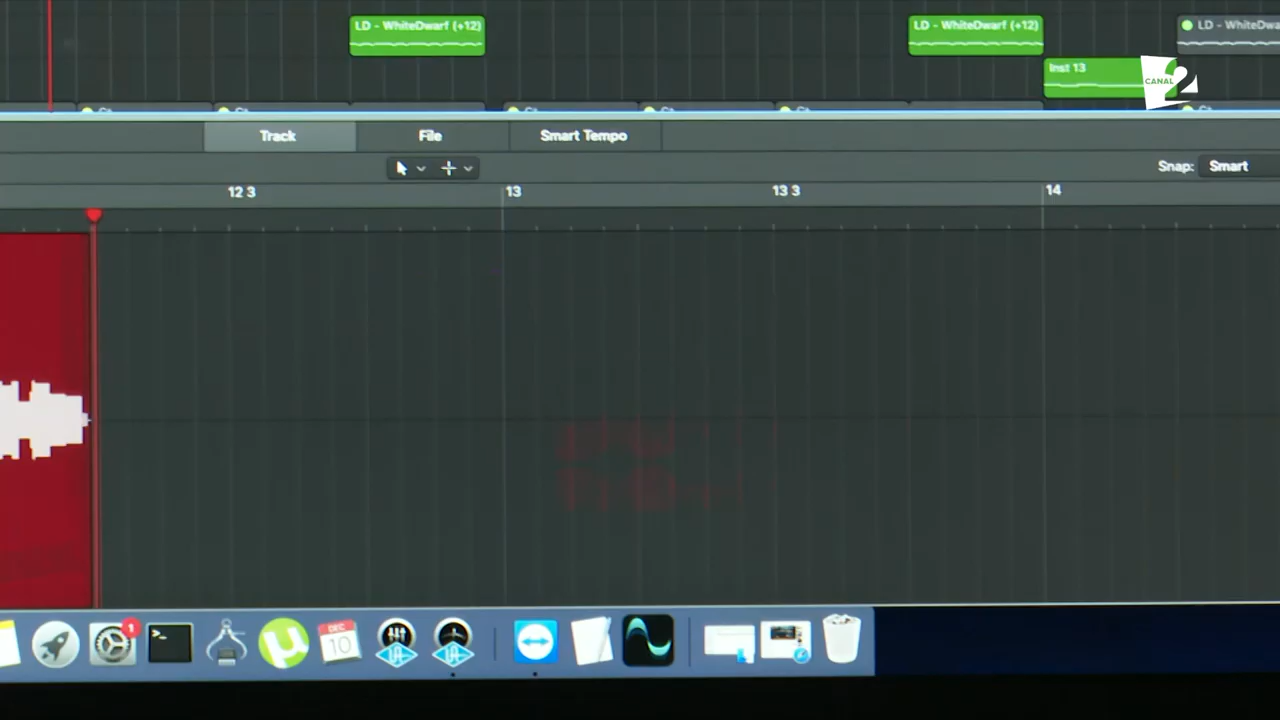 LD - WhiteDwarf (+12)
LD - WhiteDwarf (+12)
LD - WhiteDwa
Inst 13
CANAL
2
Track
File
Smart Tempo
Snap:
Smart
12 3
13
13 3
14
1
>_
DEC
10